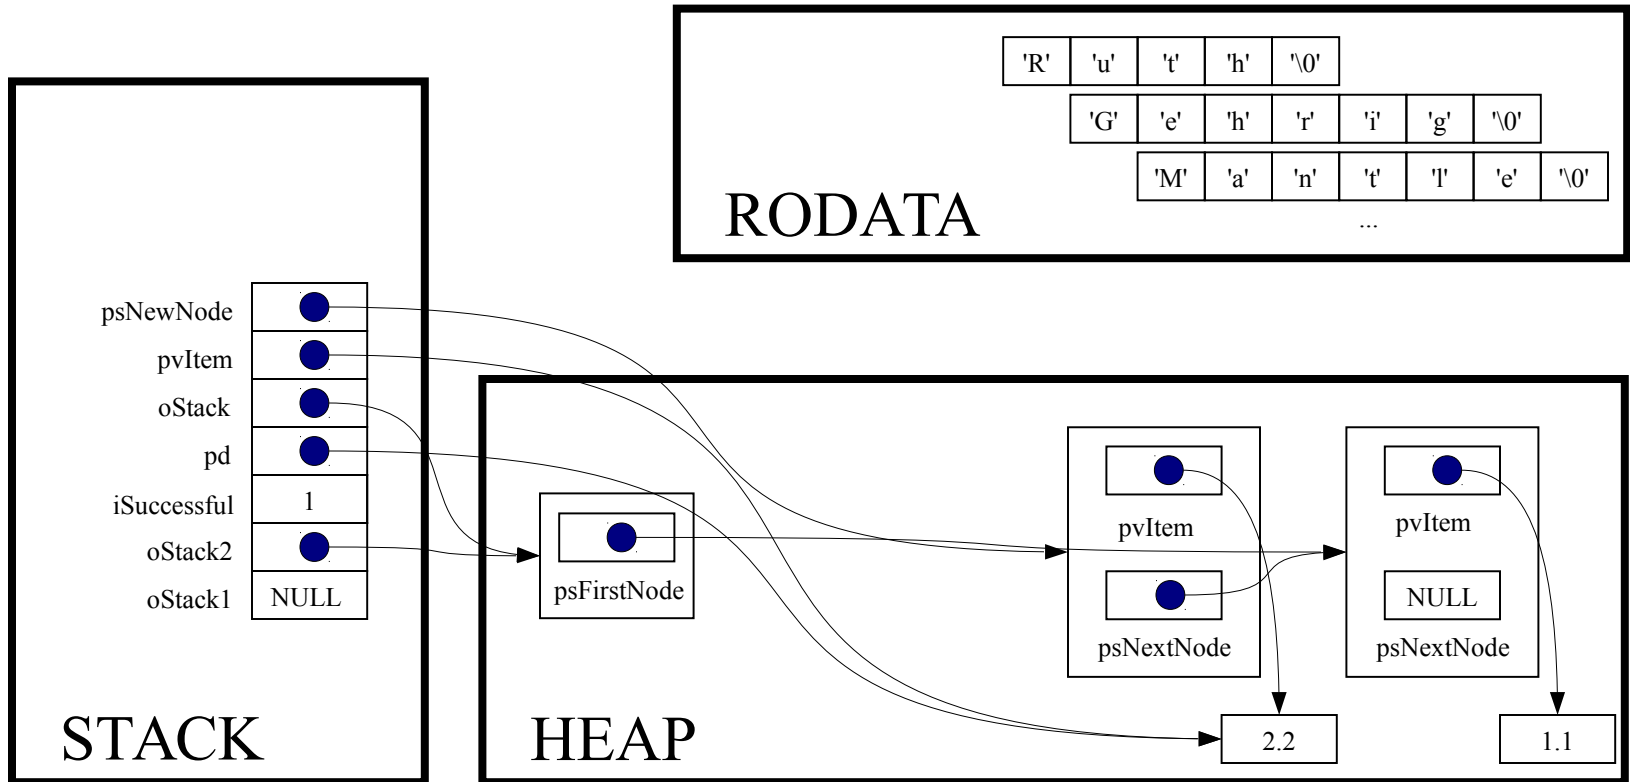 'R' 'u' 't' 'h' '\0'
'G' 'e' 'h' 'r' 'i' 'g' '\0'
'M' 'a' 'n' 't' 'l' 'e' '\0'
...
RODATA
psNewNode
pvItem
oStack
pd
iSuccessful 1
oStack2
oStack1 NULL
STACK
psFirstNode
pvItem
psNextNode
pvItem
NULL
psNextNode
2.2
1.1
HEAP